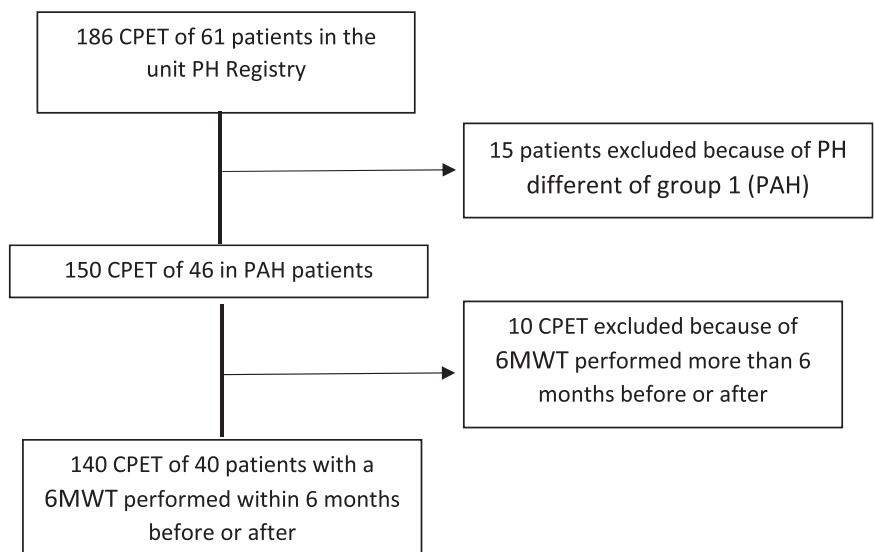 186 CPET of 61 patients in the
unit PH Registry
15 patients excluded because of PH
different of group 1 (PAH)
150 CPET of 46 in PAH patients
10 CPET excluded because of
6MWT performed more than 6
months before or after
140 CPET of 40 patients with a
6MWT performed within 6 months
before or after